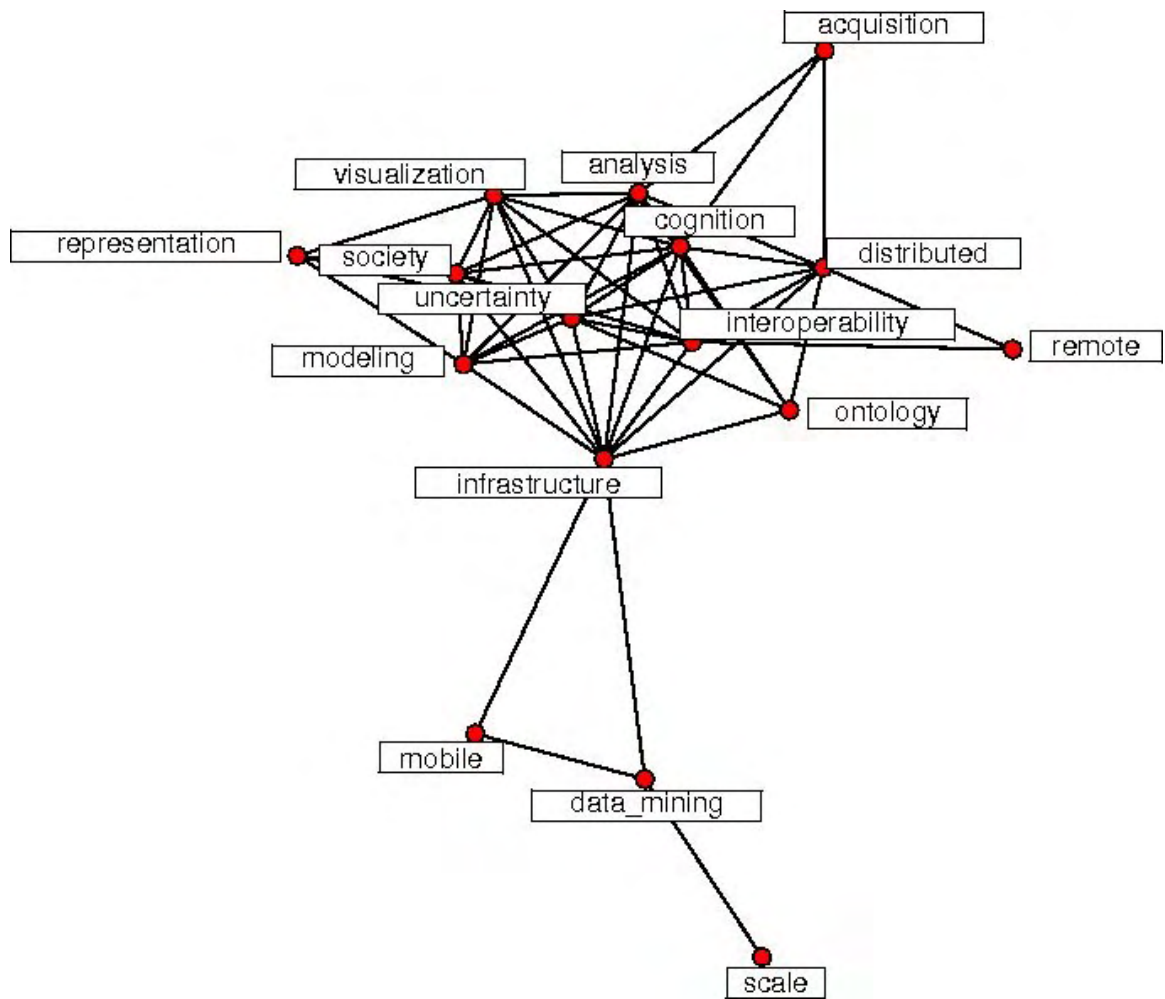 acquisition
analysis
visualization
cognition
representation
society
distributed
uncertainty
interoperability
modeling
remote
ontology
infrastructure
mobile
data_mining
scale